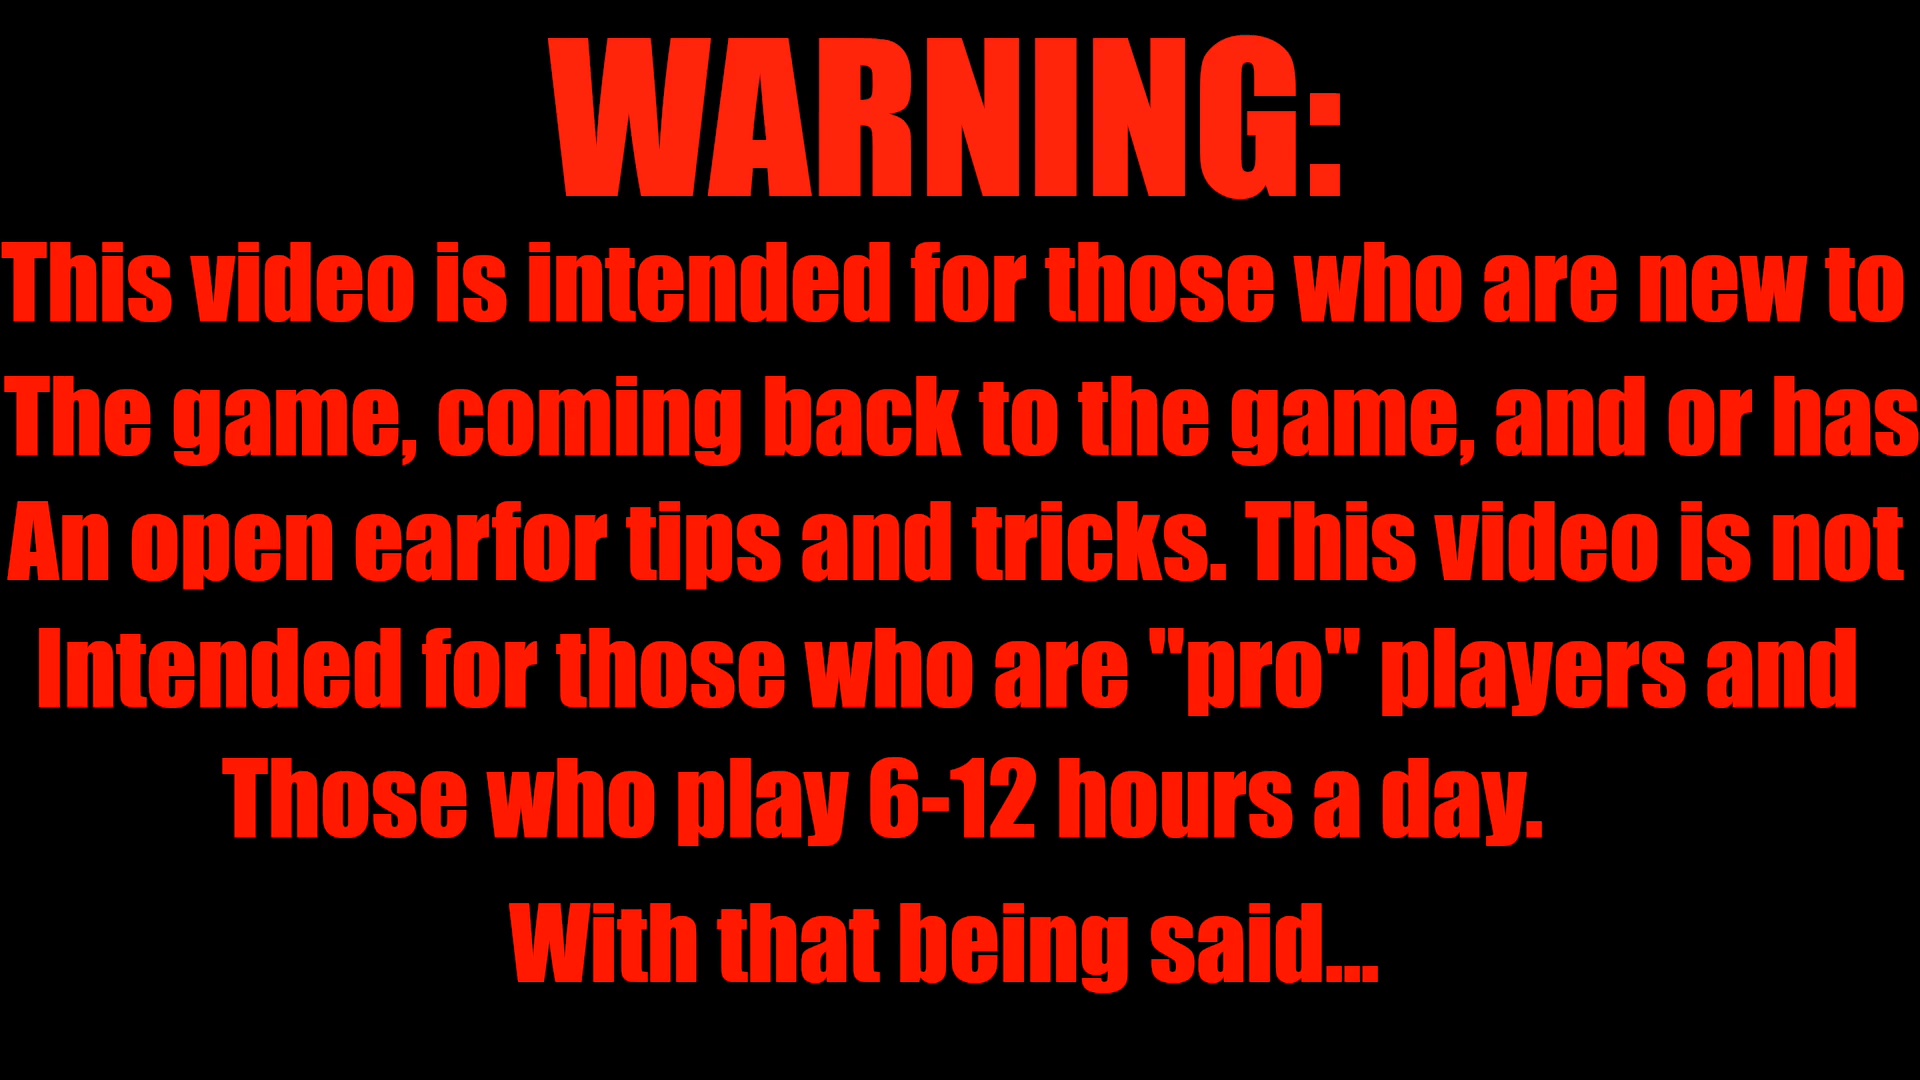 WARNING:
This video is intended for those who are new to
The game, coming back to the game, and or has
An open earfor tips and tricks. This video is not
Intended for those who are "pro" players and
Those who play 6-12 hours a day.
With that being said...